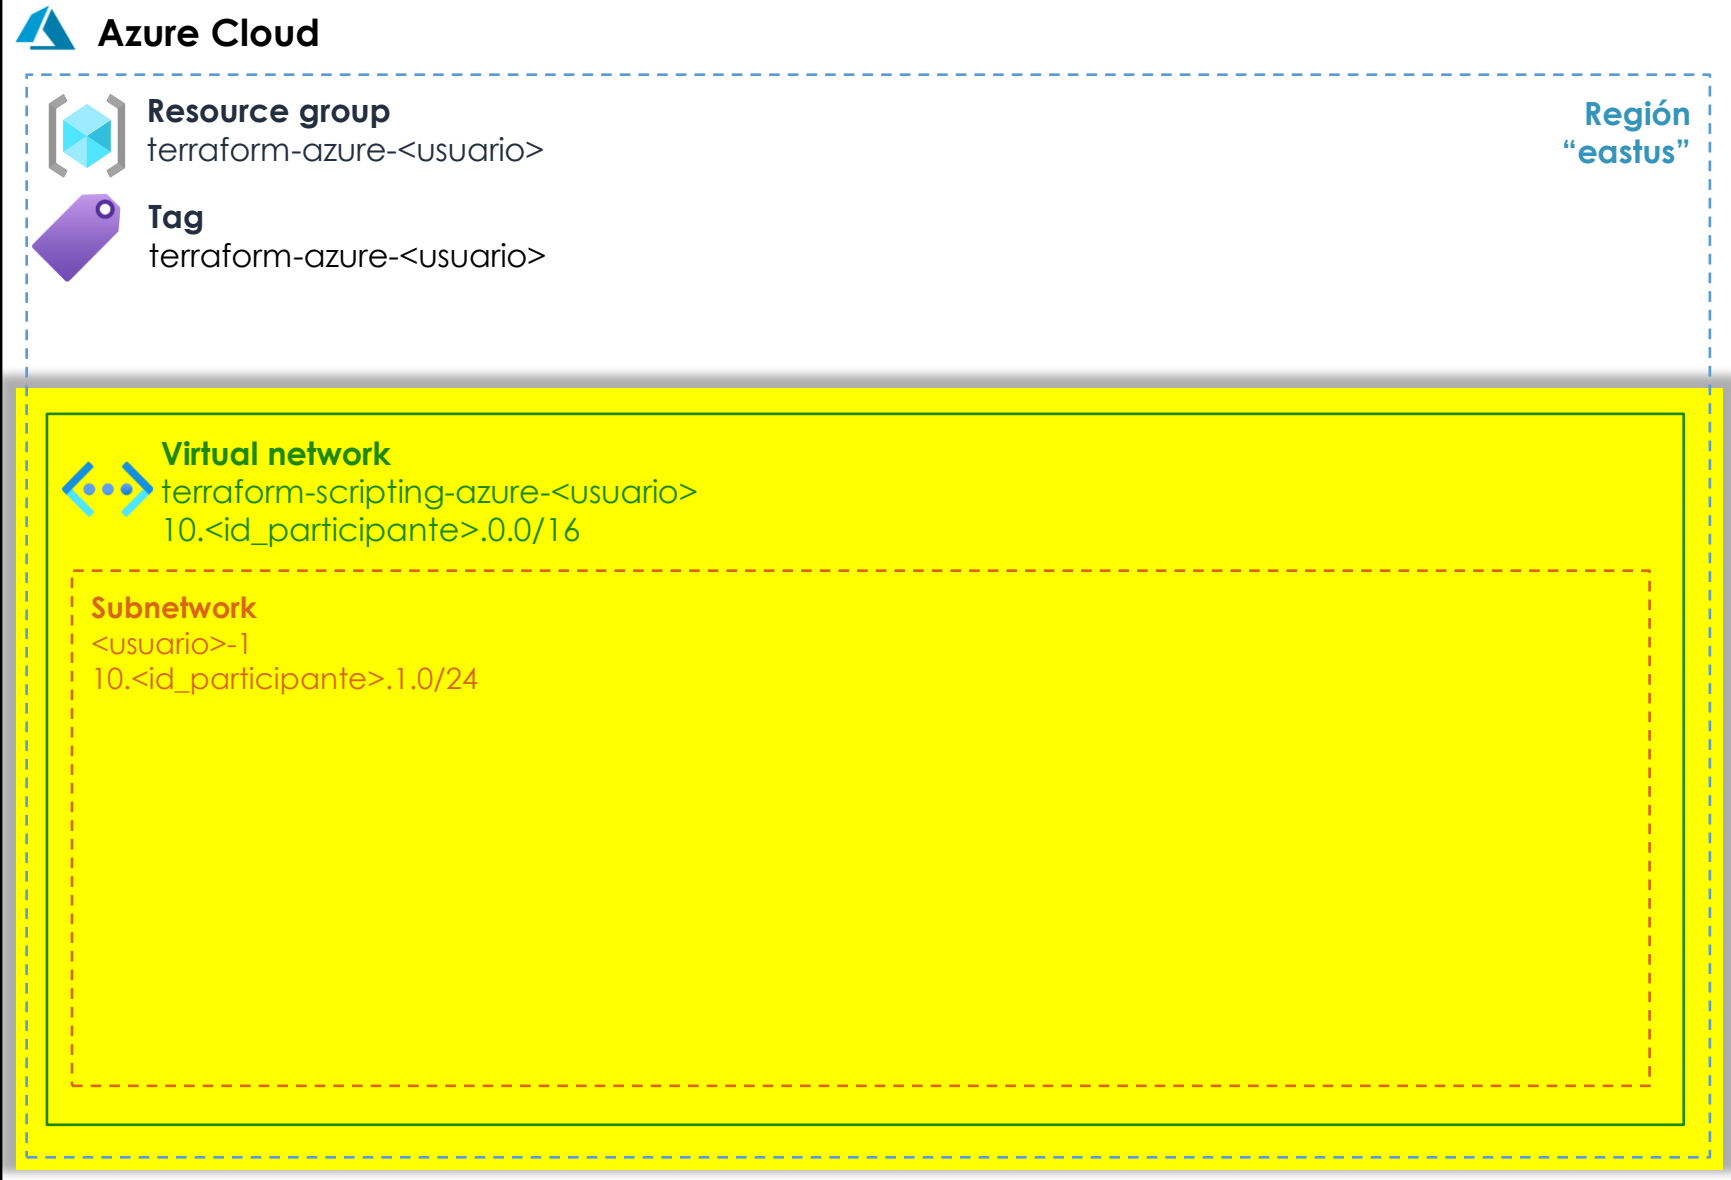 Azure Cloud
Resource group
terraform-azure-<usuario>
Región
“eastus”
Tag
terraform-azure-<usuario>
Virtual network
terraform-scripting-azure-<usuario>
10.<id_participante>.0.0/16
Subnetwork
<usuario>-1
10.<id_participante>.1.0/24